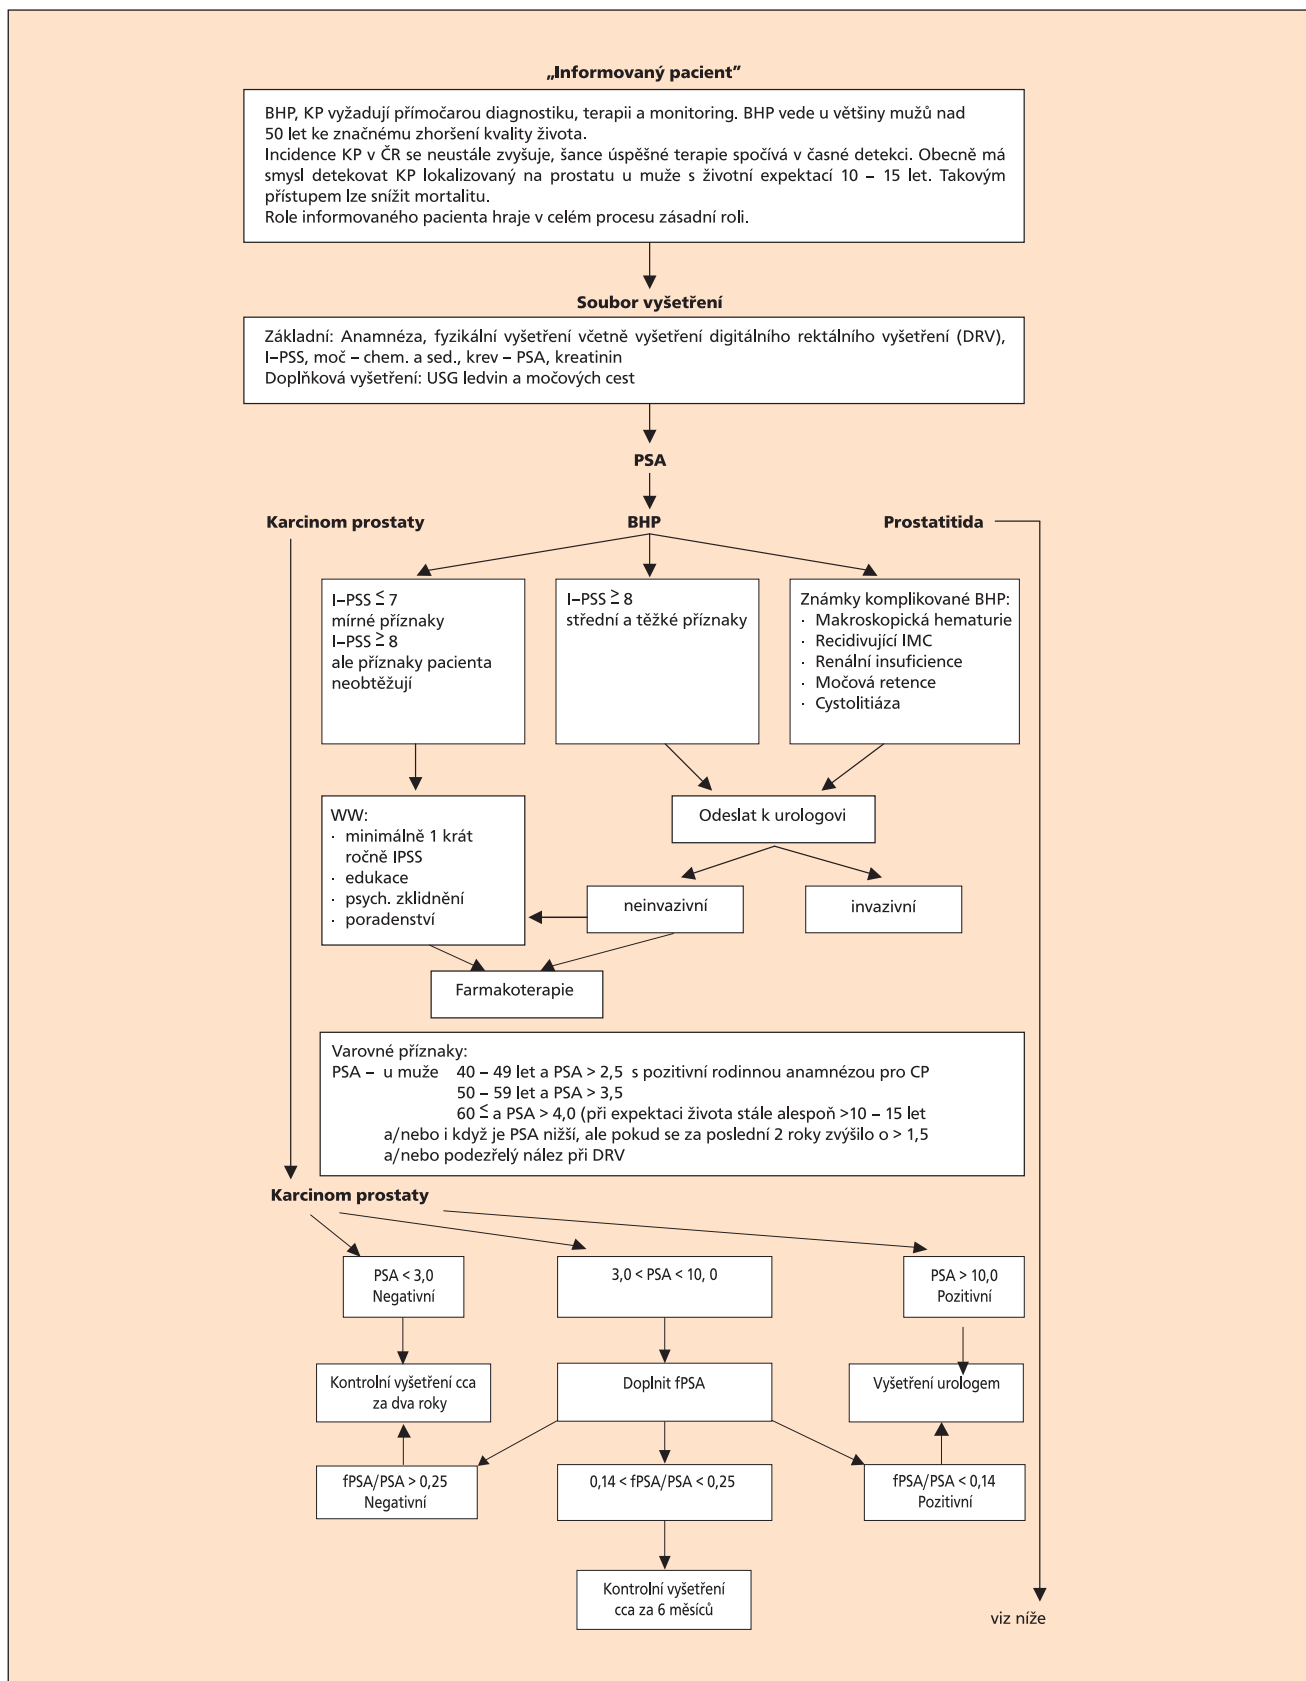 „Informovaný pacient”
BHP, KP vyžadují přímočarou diagnostiku, terapii a monitoring. BHP vede u většiny mužů nad
50 let ke značnému zhoršení kvality života.
Incidence KP v ČR se neustále zvyšuje, šance úspěšné terapie spočívá v časné detekci. Obecně má
smysl detekovat KP lokalizovaný na prostatu u muže s životní expektací 10 – 15 let. Takovým
přístupem lze snížit mortalitu.
Role informovaného pacienta hraje v celém procesu zásadní roli.
Soubor vyšetření
Základní: Anamnéza, fyzikální vyšetření včetně vyšetření digitálního rektálního vyšetření (DRV),
I–PSS, moč – chem. a sed., krev – PSA, kreatinin
Doplňková vyšetření: USG ledvin a močových cest
PSA
Karcinom prostaty
BHP
Prostatitida
I–PSS ≤ 7
mírné příznaky
I–PSS ≥ 8
ale příznaky pacienta
neobtěžují
I–PSS ≥ 8
střední a těžké příznaky
Známky komplikované BHP:
· Makroskopická hematurie
· Recidivující IMC
· Renální insuficience
· Močová retence
· Cystolitiáza
WW:
· minimálně 1 krát
ročně IPSS
· edukace
· psych. zklidnění
· poradenství
Odeslat k urologovi
neinvazivní
invazivní
Farmakoterapie
Varovné příznaky:
PSA – u muže 40 – 49 let a PSA > 2,5 s pozitivní rodinnou anamnézou pro CP
50 – 59 let a PSA > 3,5
60 ≤ a PSA > 4,0 (při expektaci života stále alespoň >10 – 15 let
a/nebo i když je PSA nižší, ale pokud se za poslední 2 roky zvýšilo o > 1,5
a/nebo podezřelý nález při DRV
Karcinom prostaty
PSA < 3,0
Negativní
3,0 < PSA < 10, 0
PSA > 10,0
Pozitivní
Kontrolní vyšetření cca
za dva roky
Doplnit fPSA
Vyšetření urologem
fPSA/PSA > 0,25
Negativní
0,14 < fPSA/PSA < 0,25
fPSA/PSA < 0,14
Pozitivní
Kontrolní vyšetření
cca za 6 měsíců
viz níže